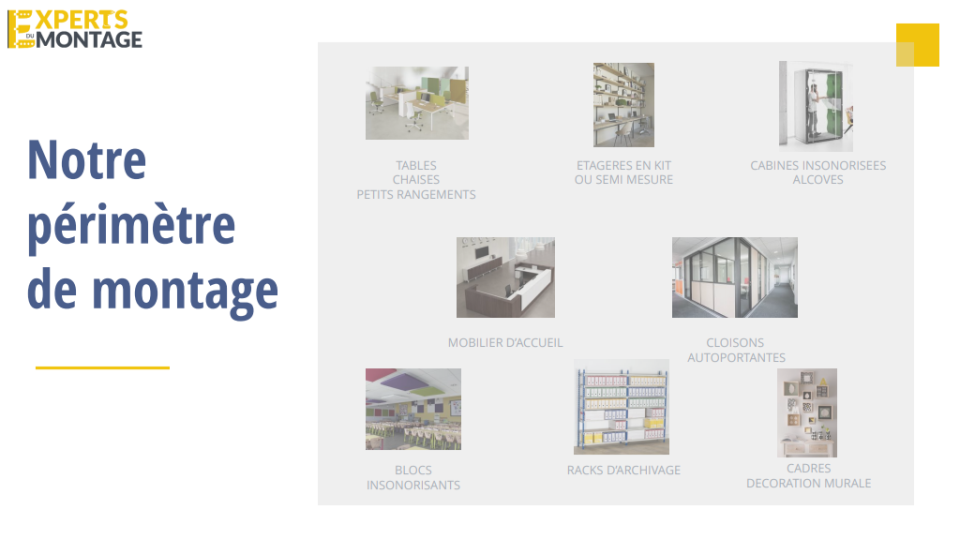 EXPERTS
DU MONTAGE
Notre
périmètre
de montage
TABLES
CHAISES
PETITS RANGEMENTS
ETAGERES EN KIT
OU SEMI MESURE
CABINES INSONORISEES
ALCOVES
MOBILIER D'ACCUEIL
CLOISONS
AUTOPORTANTES
BLOCS
INSONORISANTS
RACKS D'ARCHIVAGE
CADRES
DECORATION MURALE